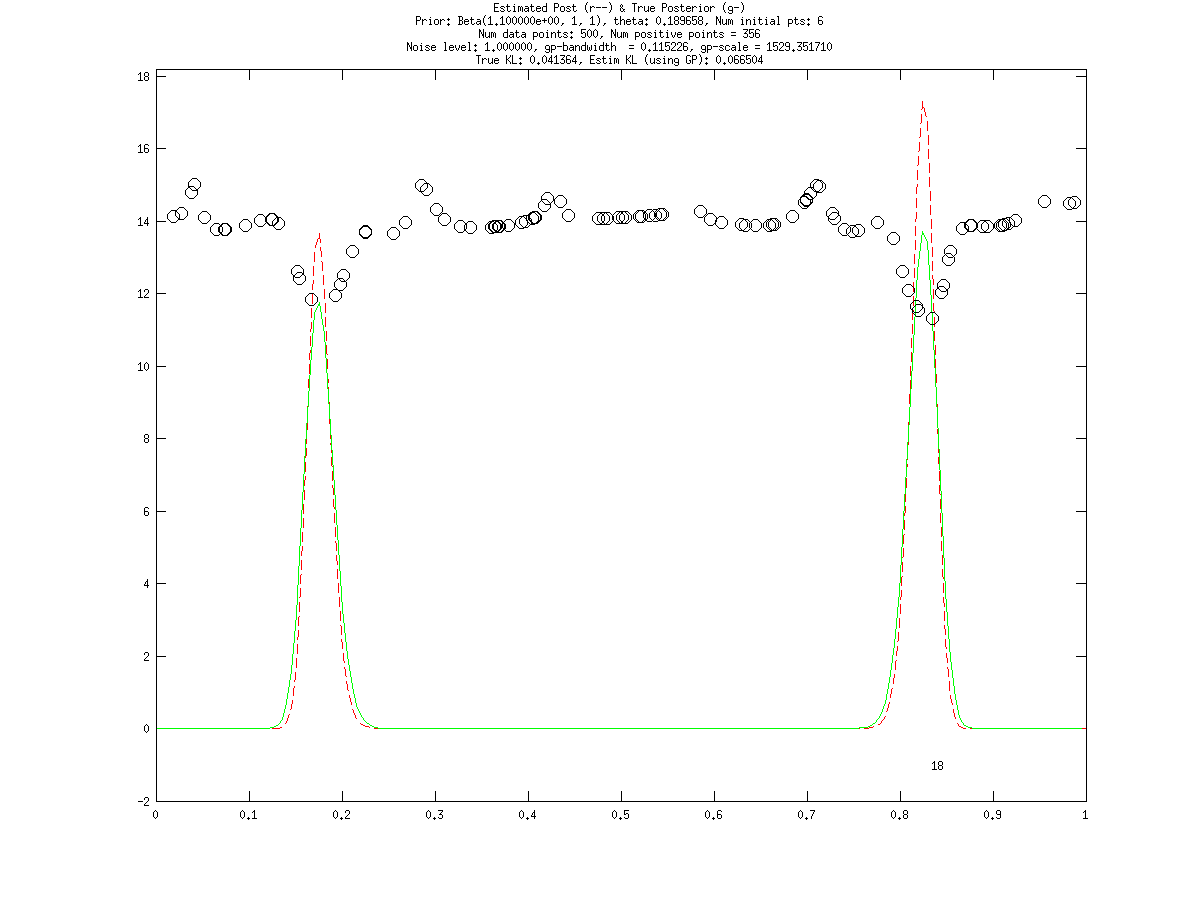 Estimated Post (r--) & True Posterior (g-)
Prior: Beta(1.100000e+00, 1, 1), theta: 0.189658, Num initial pts: 6
Num data points: 500, Num positive points = 356
Noise level: 1.000000, gp-bandwidth  = 0.115226, gp-scale = 1529.351710
True KL: 0.041364, Estim KL (using GP): 0.066504
18
16
14
12
10
8
6
4
2
0
-2
18
0 0.1 0.2 0.3 0.4 0.5 0.6 0.7 0.8 0.9 1